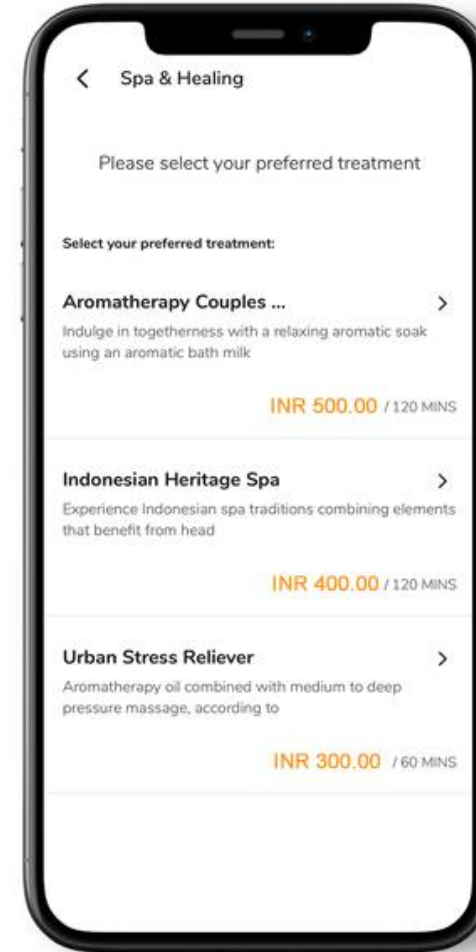 Spa & Healing
Please select your preferred treatment
Select your preferred treatment:
Aromatherapy Couples ...
Indulge in togetherness with a relaxing aromatic soak
using an aromatic bath milk
INR 500.00 / 120 MINS
Indonesian Heritage Spa
Experience Indonesian spa traditions combining elements
that benefit from head
INR 400.00 / 120 MINS
Urban Stress Reliever
Aromatherapy oil combined with medium to deep
pressure massage, according to
INR 300.00 / 60 MINS